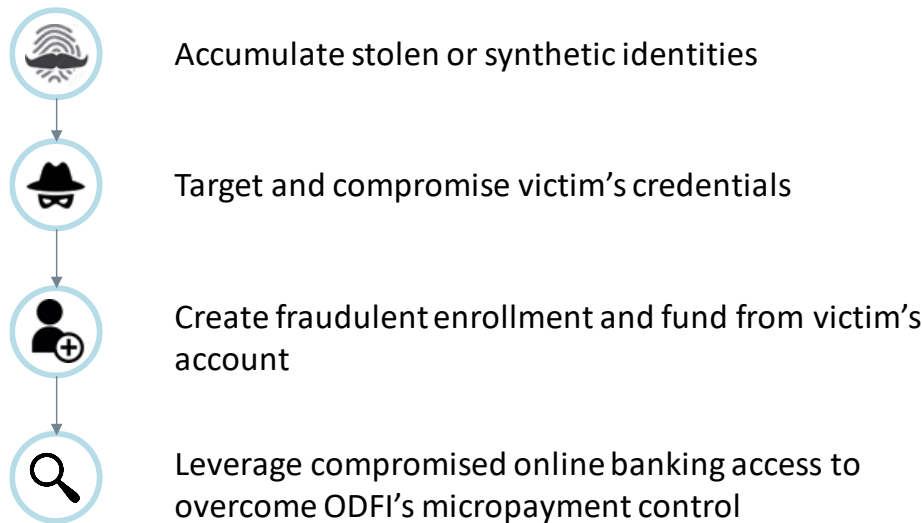 Accumulate stolen or synthetic identities
Target and compromise victim’s credentials
Create fraudulent enrollment and fund from victim’s
account
Leverage compromised online banking access to
overcome ODFI’s micropayment control